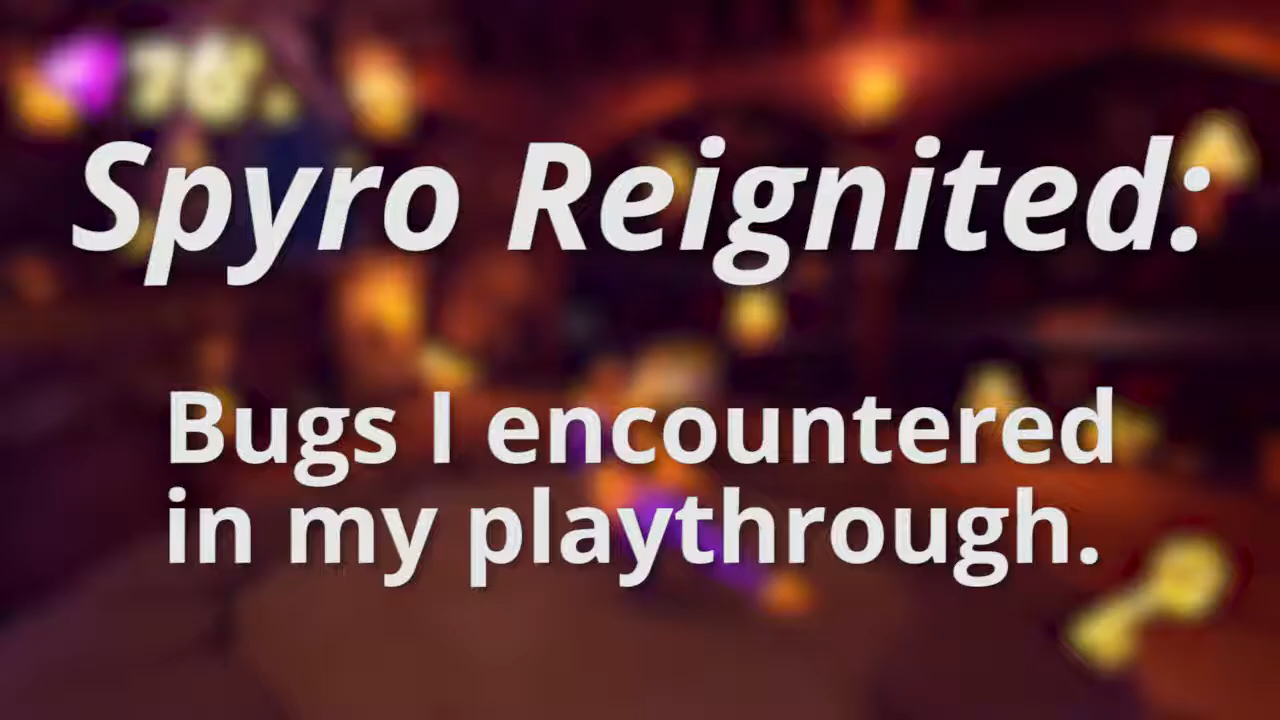 Spyro Reignited:
Bugs I encountered
in my playthrough.